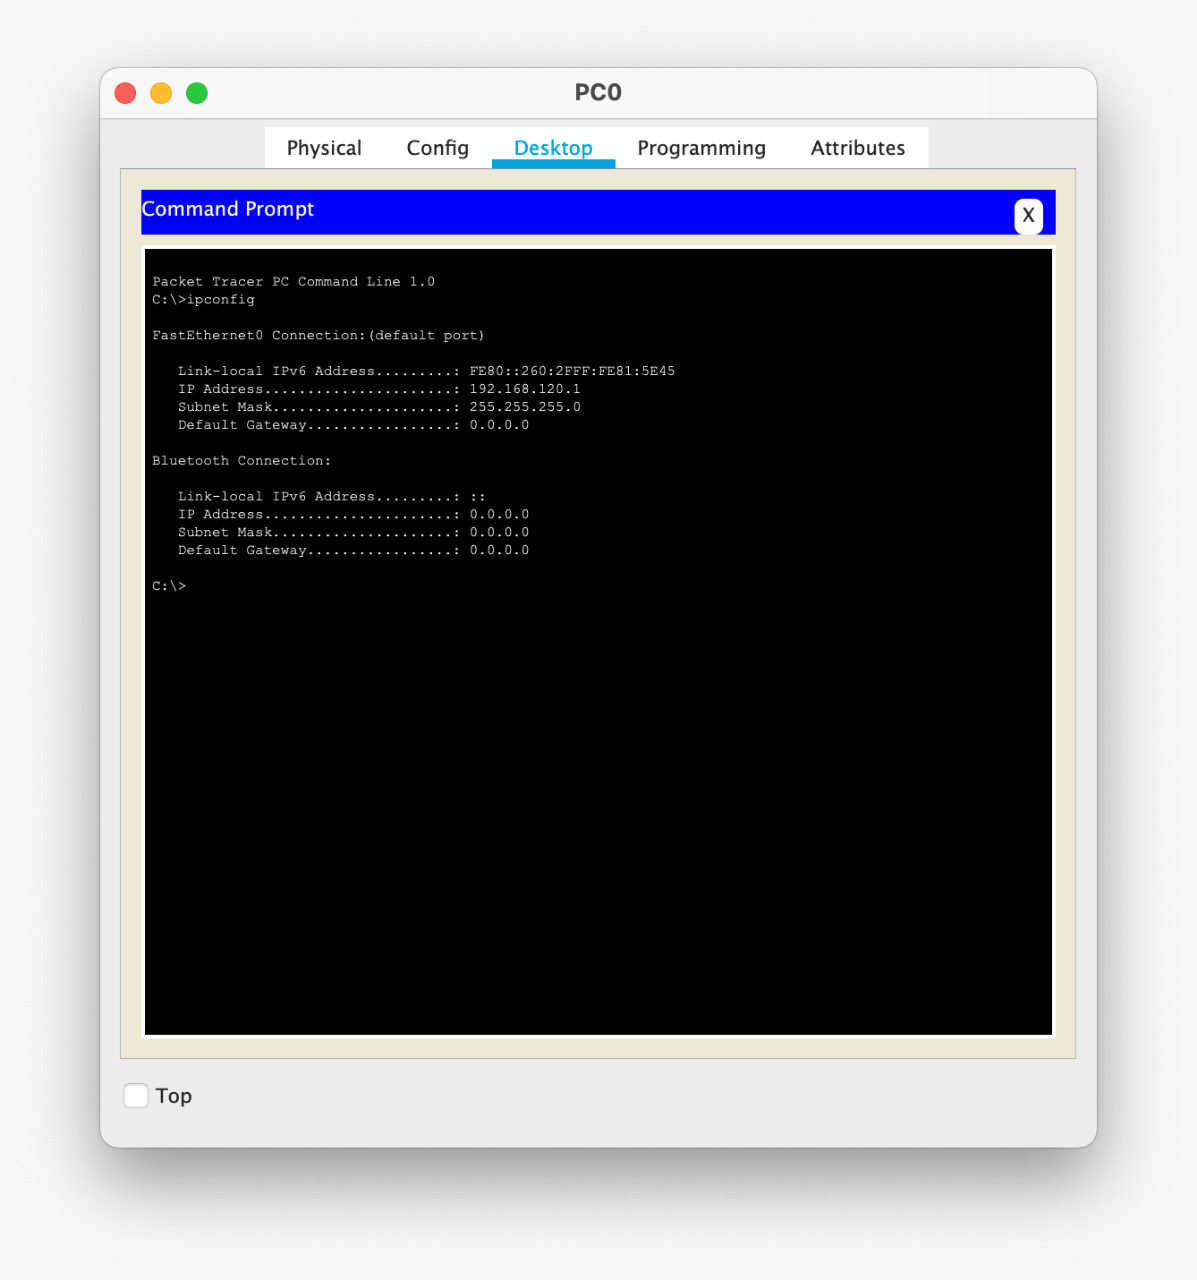 PC0
Physical Config Desktop Programming Attributes
Command Prompt
X
Packet Tracer PC Command Line 1.0
C:\>ipconfig
FastEthernet0 Connection:(default port)
Link-local IPv6 Address.........: FE80::260:2FFF:FE81:5E45
IP Address......................: 192.168.120.1
Subnet Mask.....................: 255.255.255.0
Default Gateway.................: 0.0.0.0
Bluetooth Connection:
Link-local IPv6 Address.........: ::
IP Address......................: 0.0.0.0
Subnet Mask.....................: 0.0.0.0
Default Gateway.................: 0.0.0.0
C:\>
Top